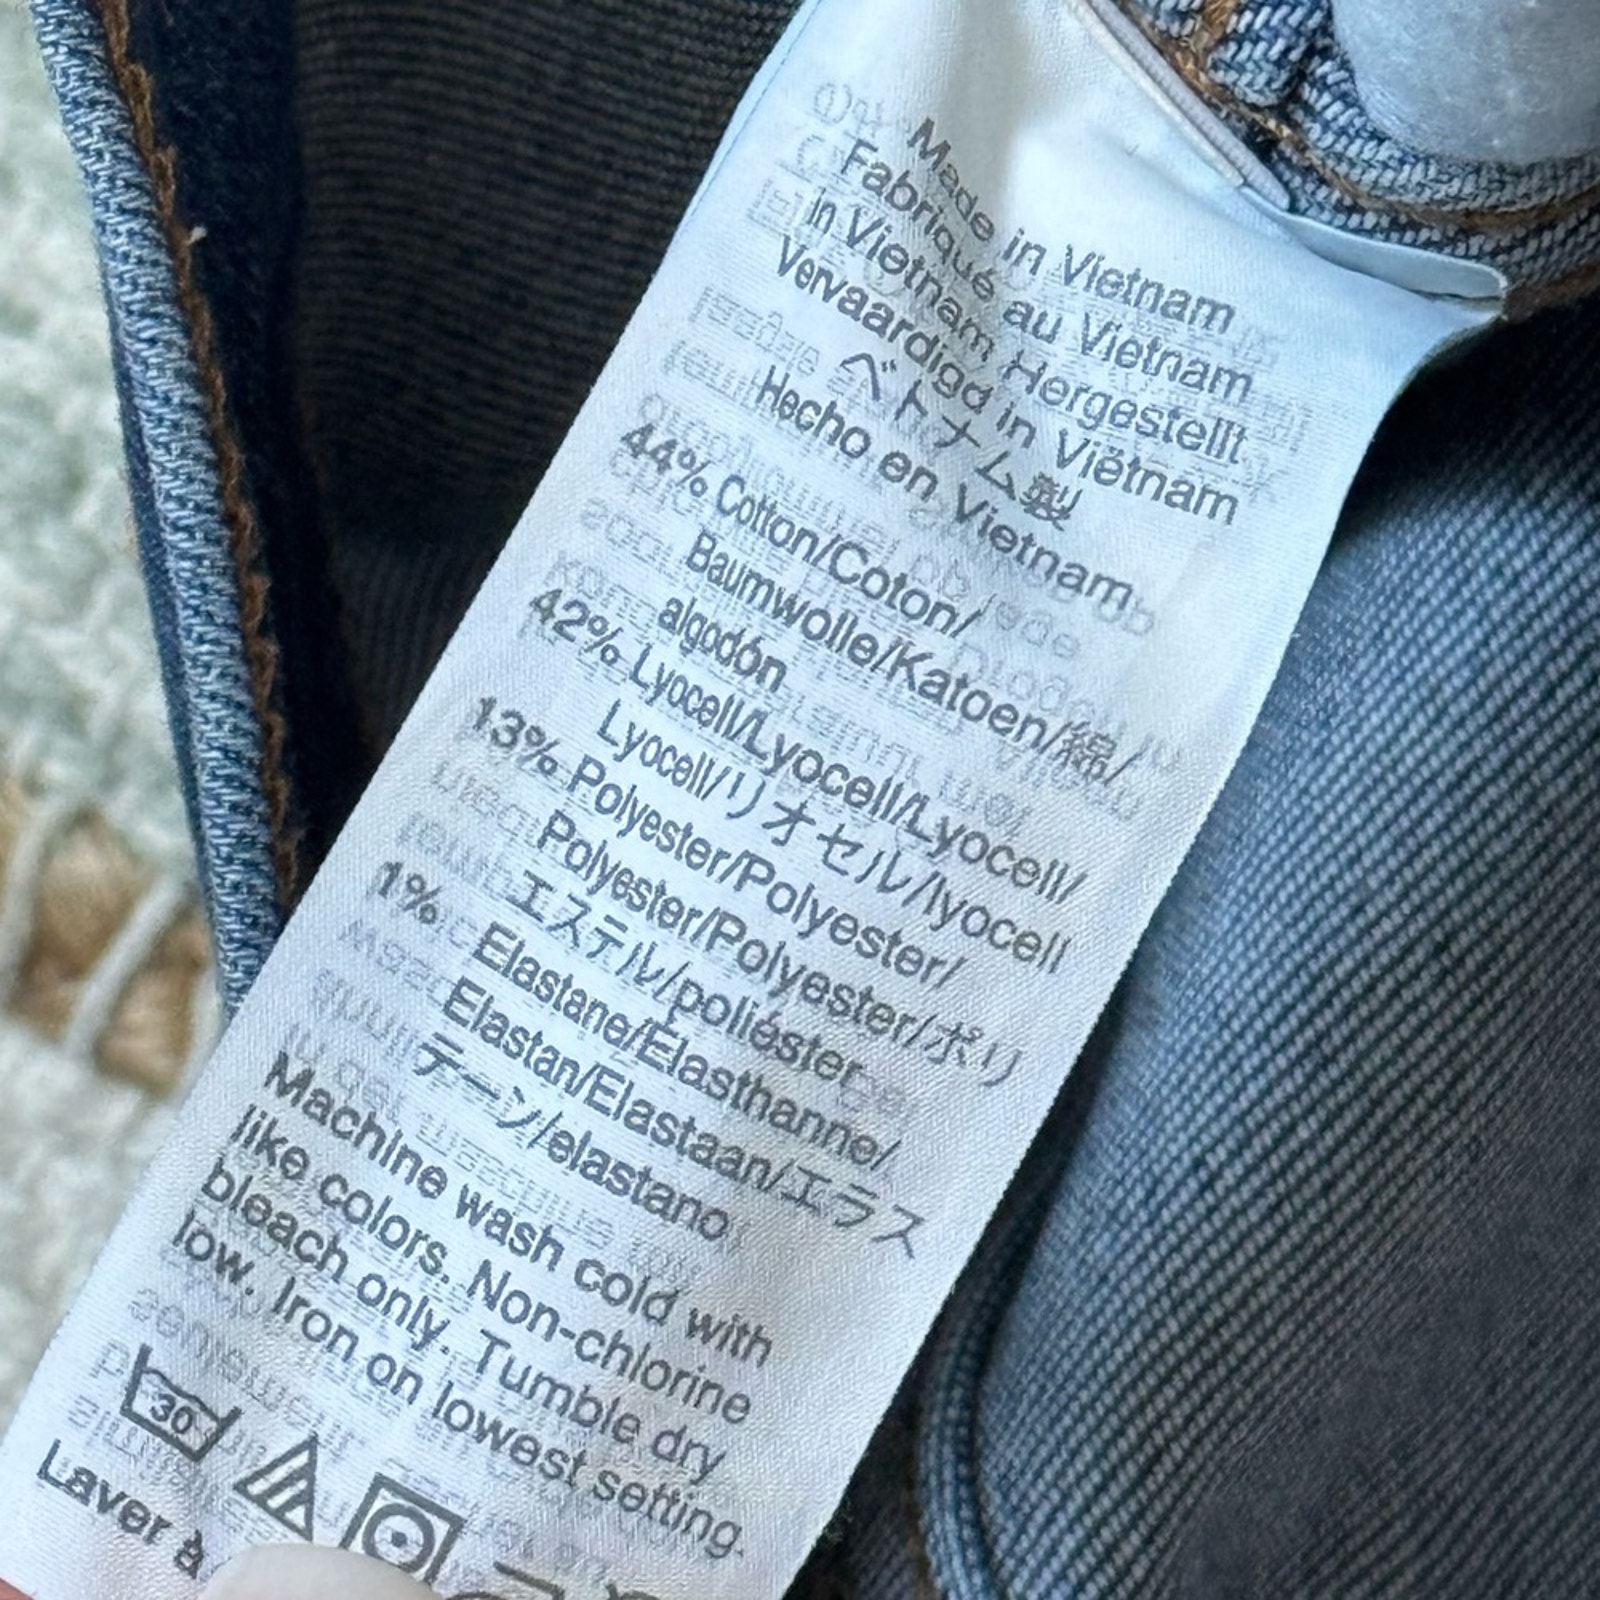 Made in Vietnam
Fabriqué au Vietnam
in Vietnam Hergestellt
Vervaardigd in Viëtnam
ベトナム製
Hecho en Vietnam
44% Cotton/Coton/
Baumwolle/Katoen/綿/
algodón
42% Lyocell/Lyocell/Lyocell/
Lyocell/リオセル/lyocell
13% Polyester/Polyester/
Polyester/Polyester/ポリ
エステル/poliéster
1% Elastane/Élasthanne/
Elastan/Elastaan/エラス
テーン/elastano
Machine wash cold with
like colors. Non-chlorine
bleach only. Tumble dry
low. Iron on lowest setting.
30
Laver à